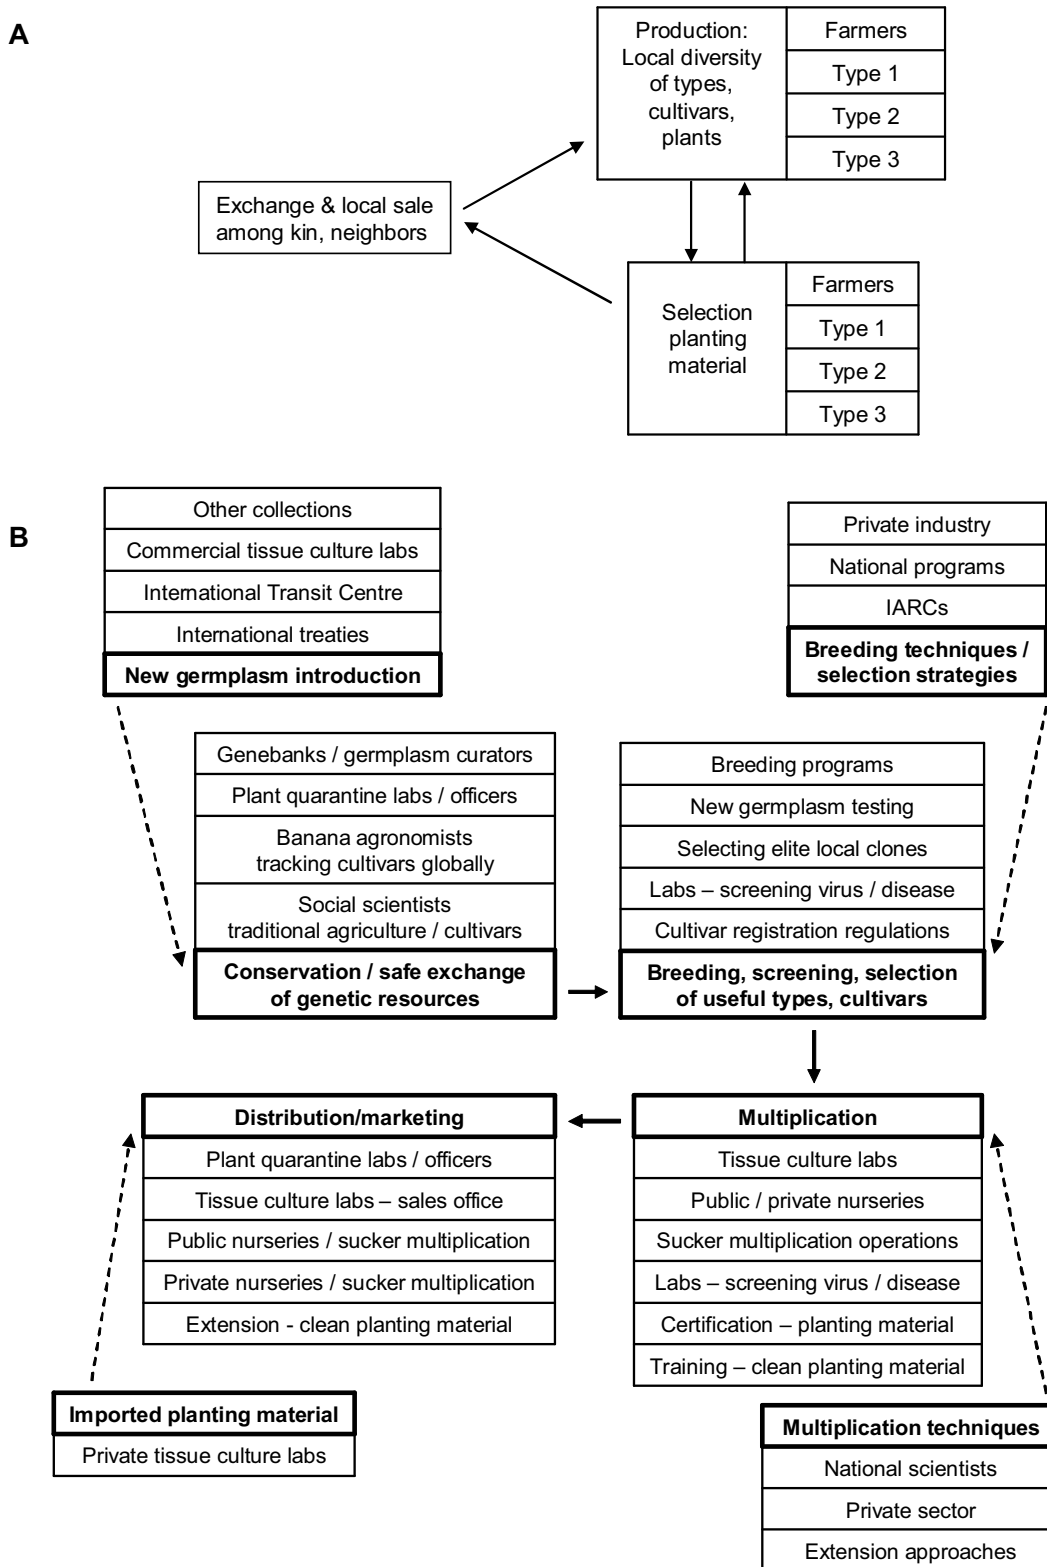 A
Production:
Local diversity
of types,
cultivars,
plants
Farmers
Type 1
Type 2
Type 3
Exchange & local sale
among kin, neighbors
Selection
planting
material
Farmers
Type 1
Type 2
Type 3
B
Other collections
Commercial tissue culture labs
International Transit Centre
International treaties
New germplasm introduction
Private industry
National programs
IARCs
Breeding techniques /
selection strategies
Genebanks / germplasm curators
Plant quarantine labs / officers
Banana agronomists
tracking cultivars globally
Social scientists
traditional agriculture / cultivars
Conservation / safe exchange
of genetic resources
Breeding programs
New germplasm testing
Selecting elite local clones
Labs – screening virus / disease
Cultivar registration regulations
Breeding, screening, selection
of useful types, cultivars
Distribution/marketing
Plant quarantine labs / officers
Tissue culture labs – sales office
Public nurseries / sucker multiplication
Private nurseries / sucker multiplication
Extension - clean planting material
Multiplication
Tissue culture labs
Public / private nurseries
Sucker multiplication operations
Labs – screening virus / disease
Certification – planting material
Training – clean planting material
Imported planting material
Private tissue culture labs
Multiplication techniques
National scientists
Private sector
Extension approaches